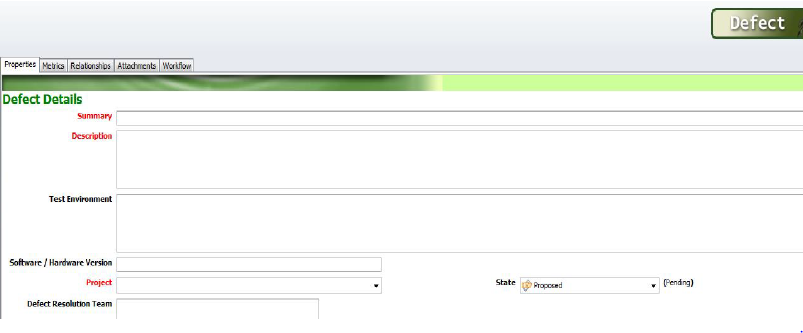 Defect
Properties Metrics Relationships Attachments Workflow
Defect Details
Summary
Description
Test Environment
Software / Hardware Version
Project State Proposed (Pending)
Defect Resolution Team